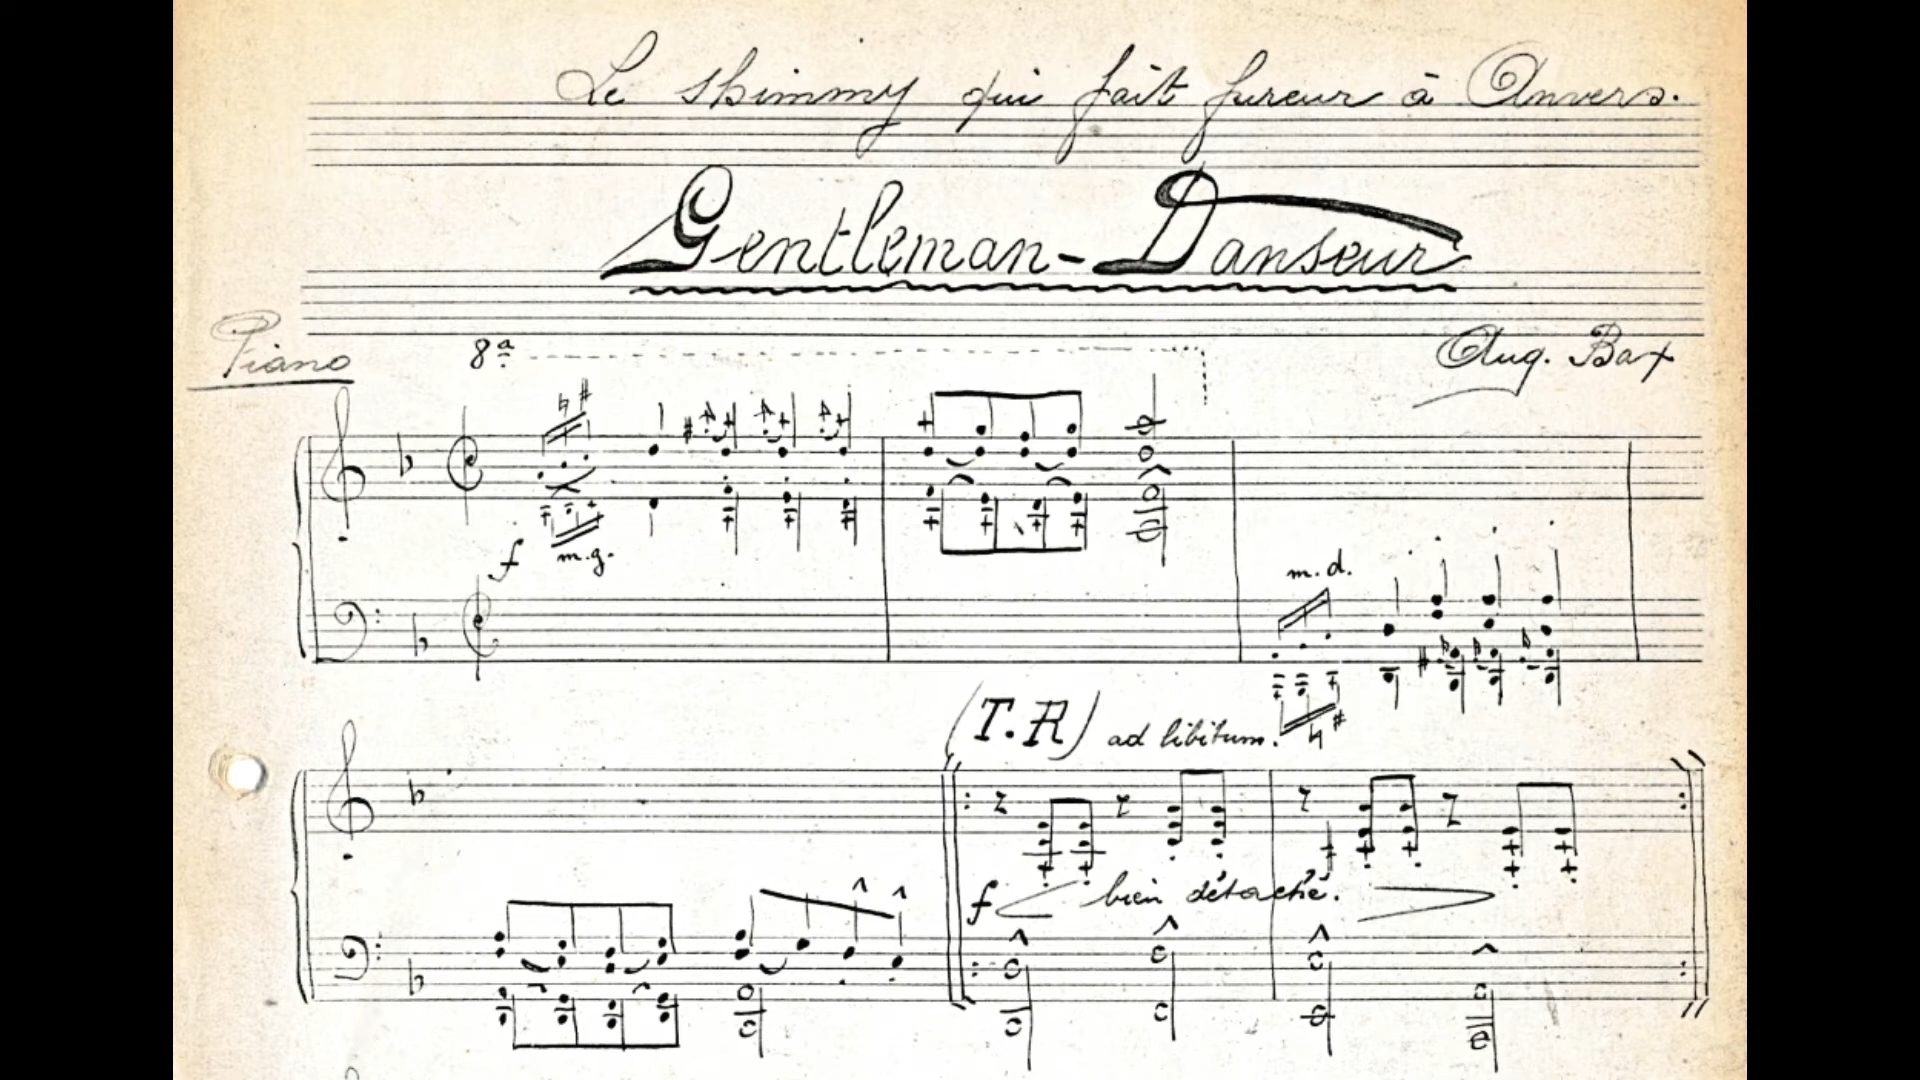 Le shimmy qui fait fureur à Anvers.
Gentleman-Danseur
Piano
8a
Aug. Bax
f
m.g.
m.d.
(T.R) ad libitum.
f bien détaché.